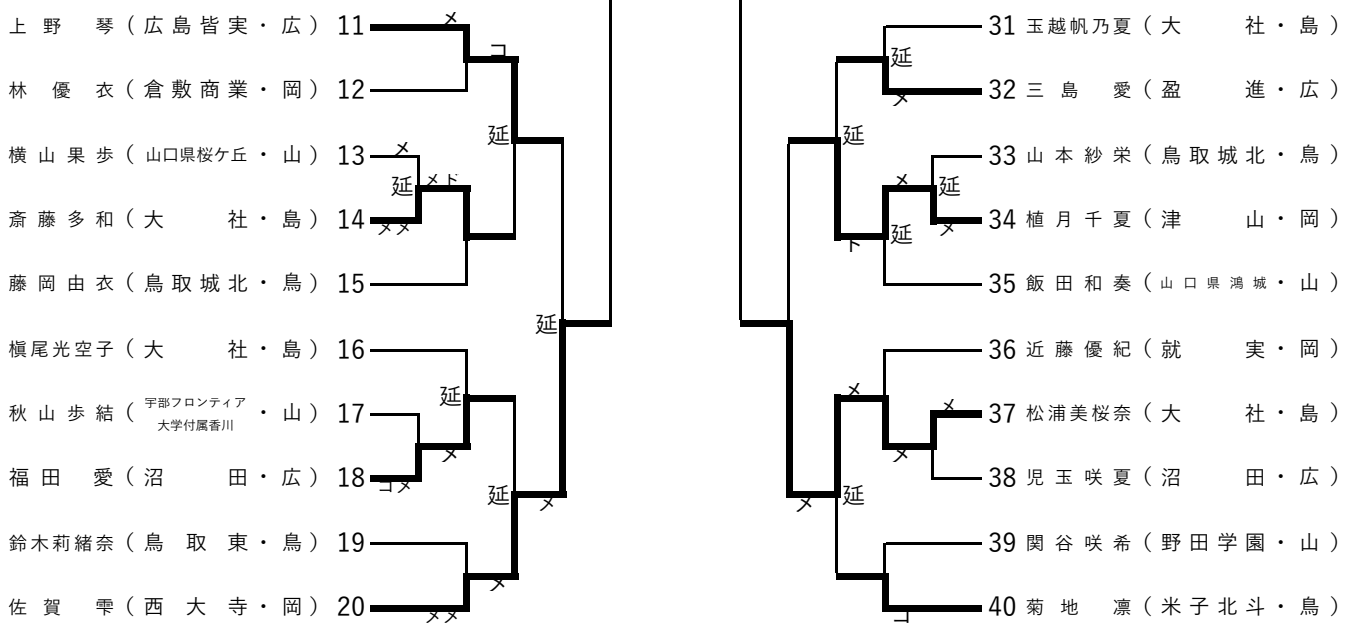 上野　琴（広島皆実・広）11
メ
コ
林　優衣（倉敷商業・岡）12
延
横山果歩（山口県桜ケ丘・山）13
メ
延
メド
斎藤多和（大　社・島）14
メメ
藤岡由衣（鳥取城北・鳥）15
延
槇尾光空子（大　社・島）16
延
秋山歩結（宇部フロンティア
大学付属香川・山）17
メ
福田　愛（沼　田・広）18
コメ
延
メ
鈴木莉緒奈（鳥取東・鳥）19
メ
佐賀　雫（西大寺・岡）20
メメ
31 玉越帆乃夏（大　社・島）
延
32 三島　愛（盈　進・広）
メ
延
33 山本紗栄（鳥取城北・鳥）
メ
延
34 植月千夏（津　山・岡）
メ
延
ド
35 飯田和奏（山口県鴻城・山）
36 近藤優紀（就　実・岡）
メ
37 松浦美桜奈（大　社・島）
メ
メ
38 児玉咲夏（沼　田・広）
延
メ
39 関谷咲希（野田学園・山）
40 菊地　凛（米子北斗・鳥）
コ